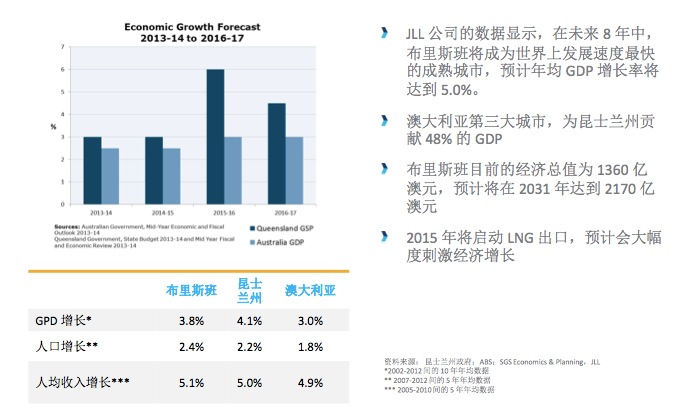 Economic Growth Forecast
2013-14 to 2016-17
7
6
5
4
%
3
2
1
0
2013-14
2014-15
2015-16
2016-17
Sources: Australian Government, Mid-Year Economic and Fiscal
Outlook 2013-14
Queensland Government, State Budget 2013-14 and Mid Year Fiscal
and Economic Review 2013-14
Queensland GSP
Australia GDP
布里斯班
昆士
兰州
澳大利亚
GPD 增长*
3.8%
4.1%
3.0%
人口增长**
2.4%
2.2%
1.8%
人均收入增长***
5.1%
5.0%
4.9%
JLL 公司的数据显示，在未来 8 年中，
布里斯班将成为世界上发展速度最快
的成熟城市，预计年均 GDP 增长率将
达到 5.0%。
澳大利亚第三大城市，为昆士兰州贡
献 48% 的 GDP
布里斯班目前的经济总值为 1360 亿
澳元，预计将在 2031 年达到 2170 亿
澳元
2015 年将启动 LNG 出口，预计会大幅
度刺激经济增长
资料来源： 昆士兰州政府；ABS；SGS Economics & Planning，JLL
*2002-2012 间的 10 年年均数据
** 2007-2012 间的 5 年年均数据
*** 2005-2010 间的 5 年年均数据